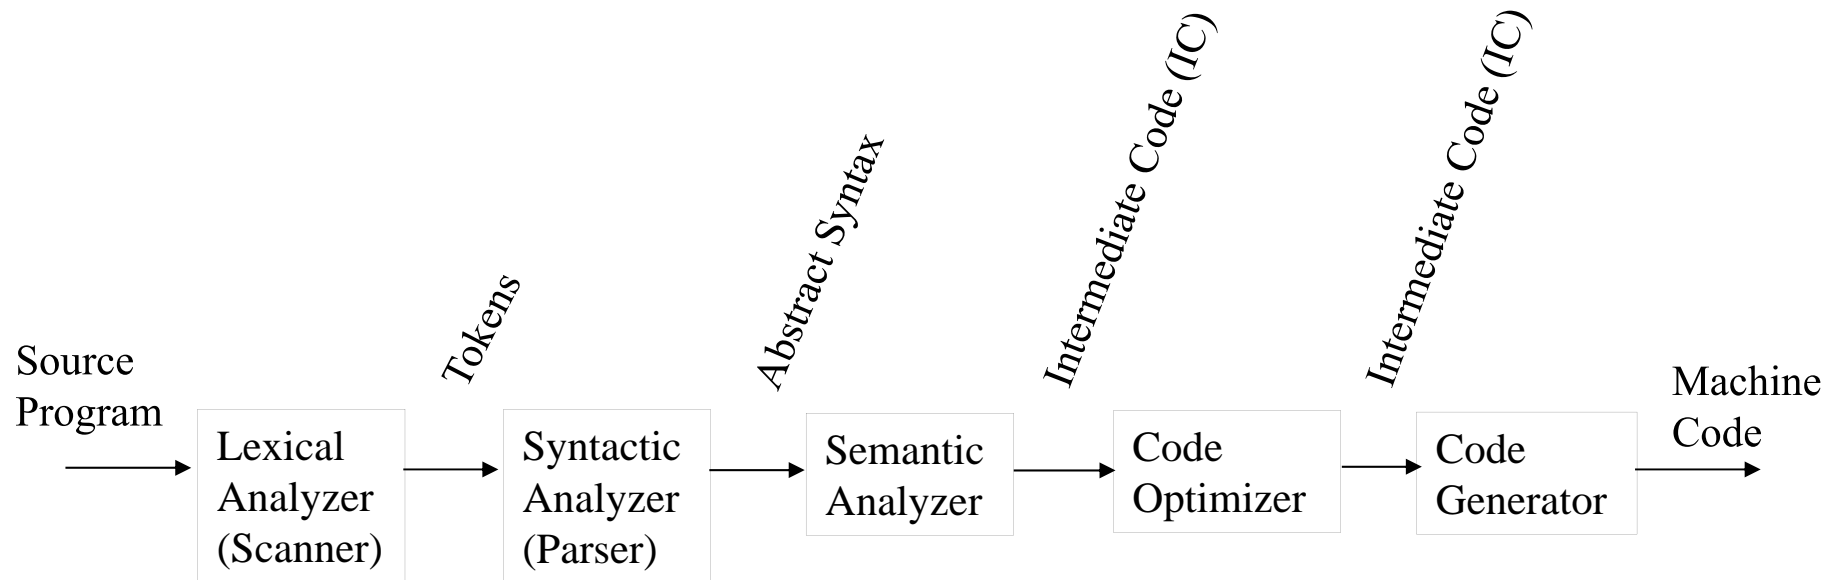 Source
Program
Lexical
Analyzer
(Scanner)
Tokens
Syntactic
Analyzer
(Parser)
Abstract Syntax
Semantic
Analyzer
Intermediate Code (IC)
Code
Optimizer
Intermediate Code (IC)
Code
Generator
Machine
Code